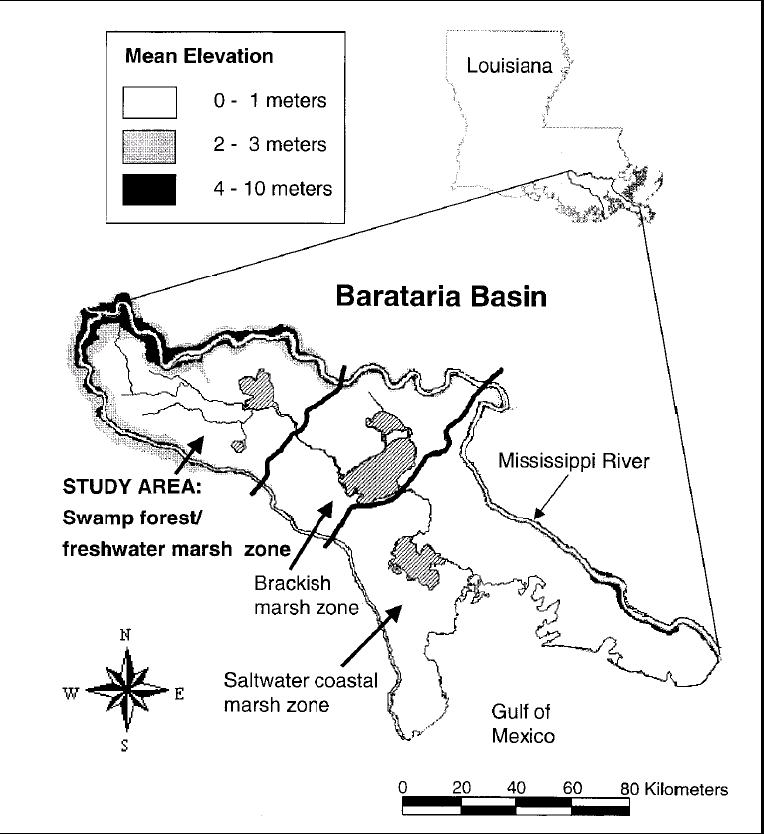 Mean Elevation
0 - 1 meters
2 - 3 meters
4 - 10 meters
Louisiana
Barataria Basin
Mississippi River
STUDY AREA:
Swamp forest/
freshwater marsh zone
Brackish
marsh zone
Saltwater coastal
marsh zone
Gulf of
Mexico
N
W
E
S
0 20 40 60 80 Kilometers